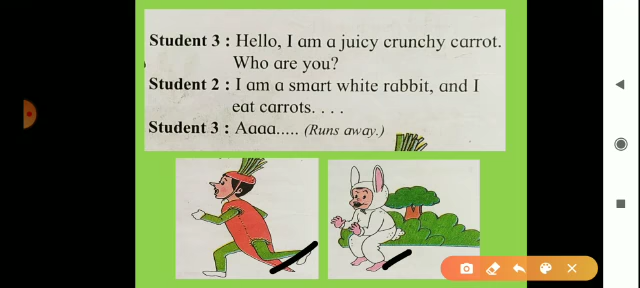 Student 3 : Hello, I am a juicy crunchy carrot.
Who are you?
Student 2 : I am a smart white rabbit, and I
eat carrots. . . .
Student 3 : Aaaa..... (Runs away.)